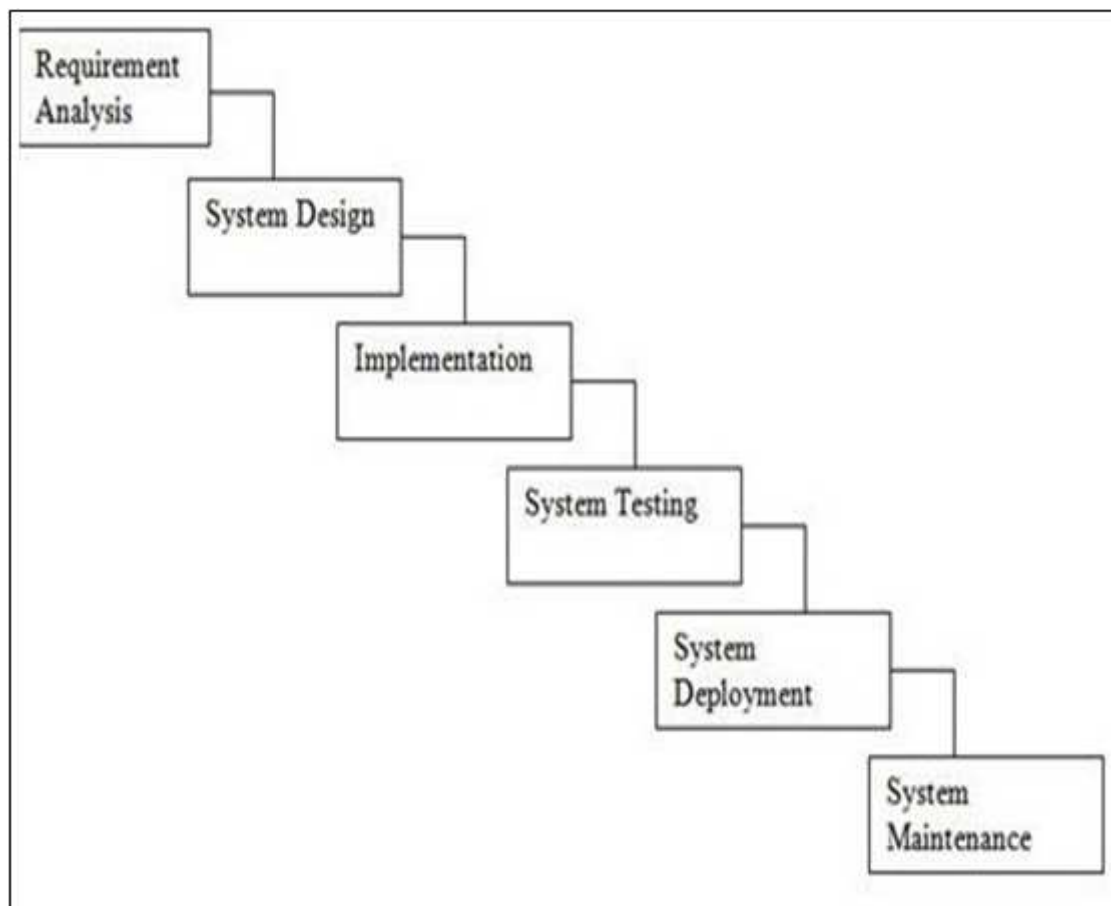 Requirement
Analysis
System Design
Implementation
System Testing
System
Deployment
System
Maintenance